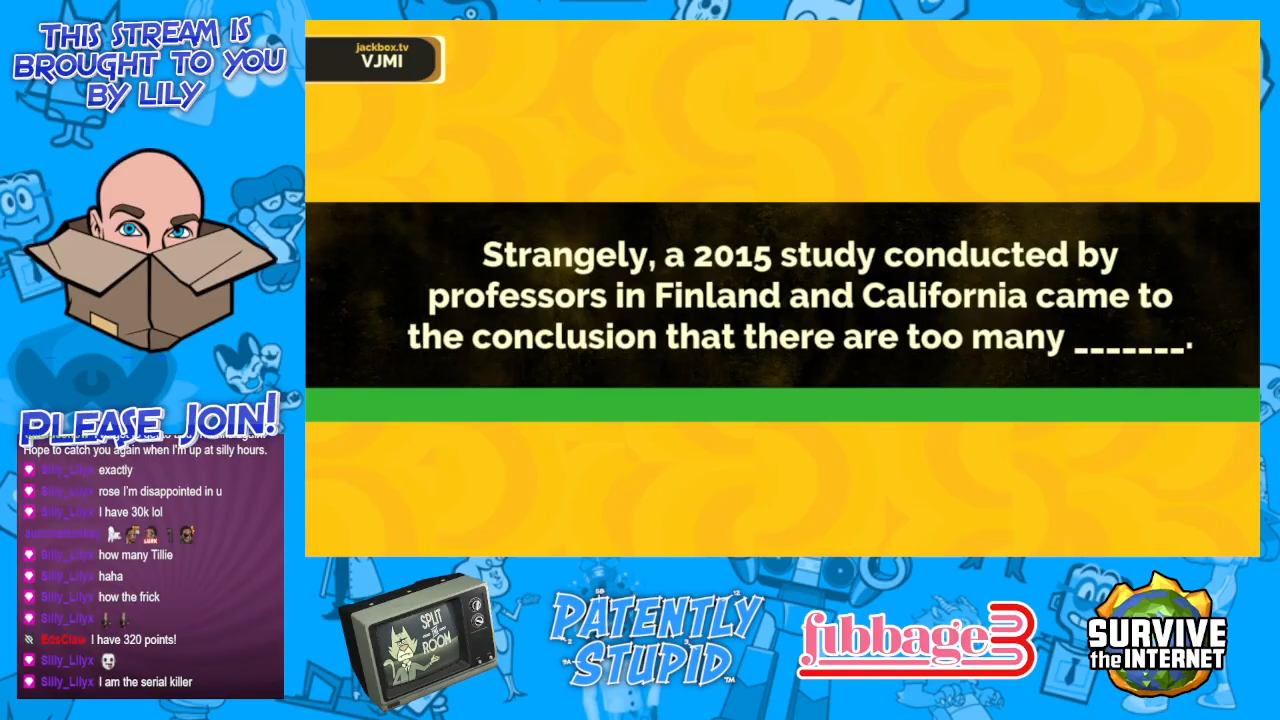 THIS STREAM IS
BROUGHT TO YOU
BY LILY
jackbox.tv
VJMI
Strangely, a 2015 study conducted by
professors in Finland and California came to
the conclusion that there are too many _______.
PLEASE JOIN!
Hope to catch you again when I'm up at silly hours.
Silly_Lilyx exactly
Silly_Lilyx rose I'm disappointed in u
Silly_Lilyx I have 30k lol
Silly_Lilyx how many Tillie
Silly_Lilyx haha
Silly_Lilyx how the frick
Silly_Lilyx
EdsClaw I have 320 points!
Silly_Lilyx
Silly_Lilyx I am the serial killer
SPLIT
THE
ROOM
PATENTLY
STUPID
TM
fibbage 3
SURVIVE
the INTERNET